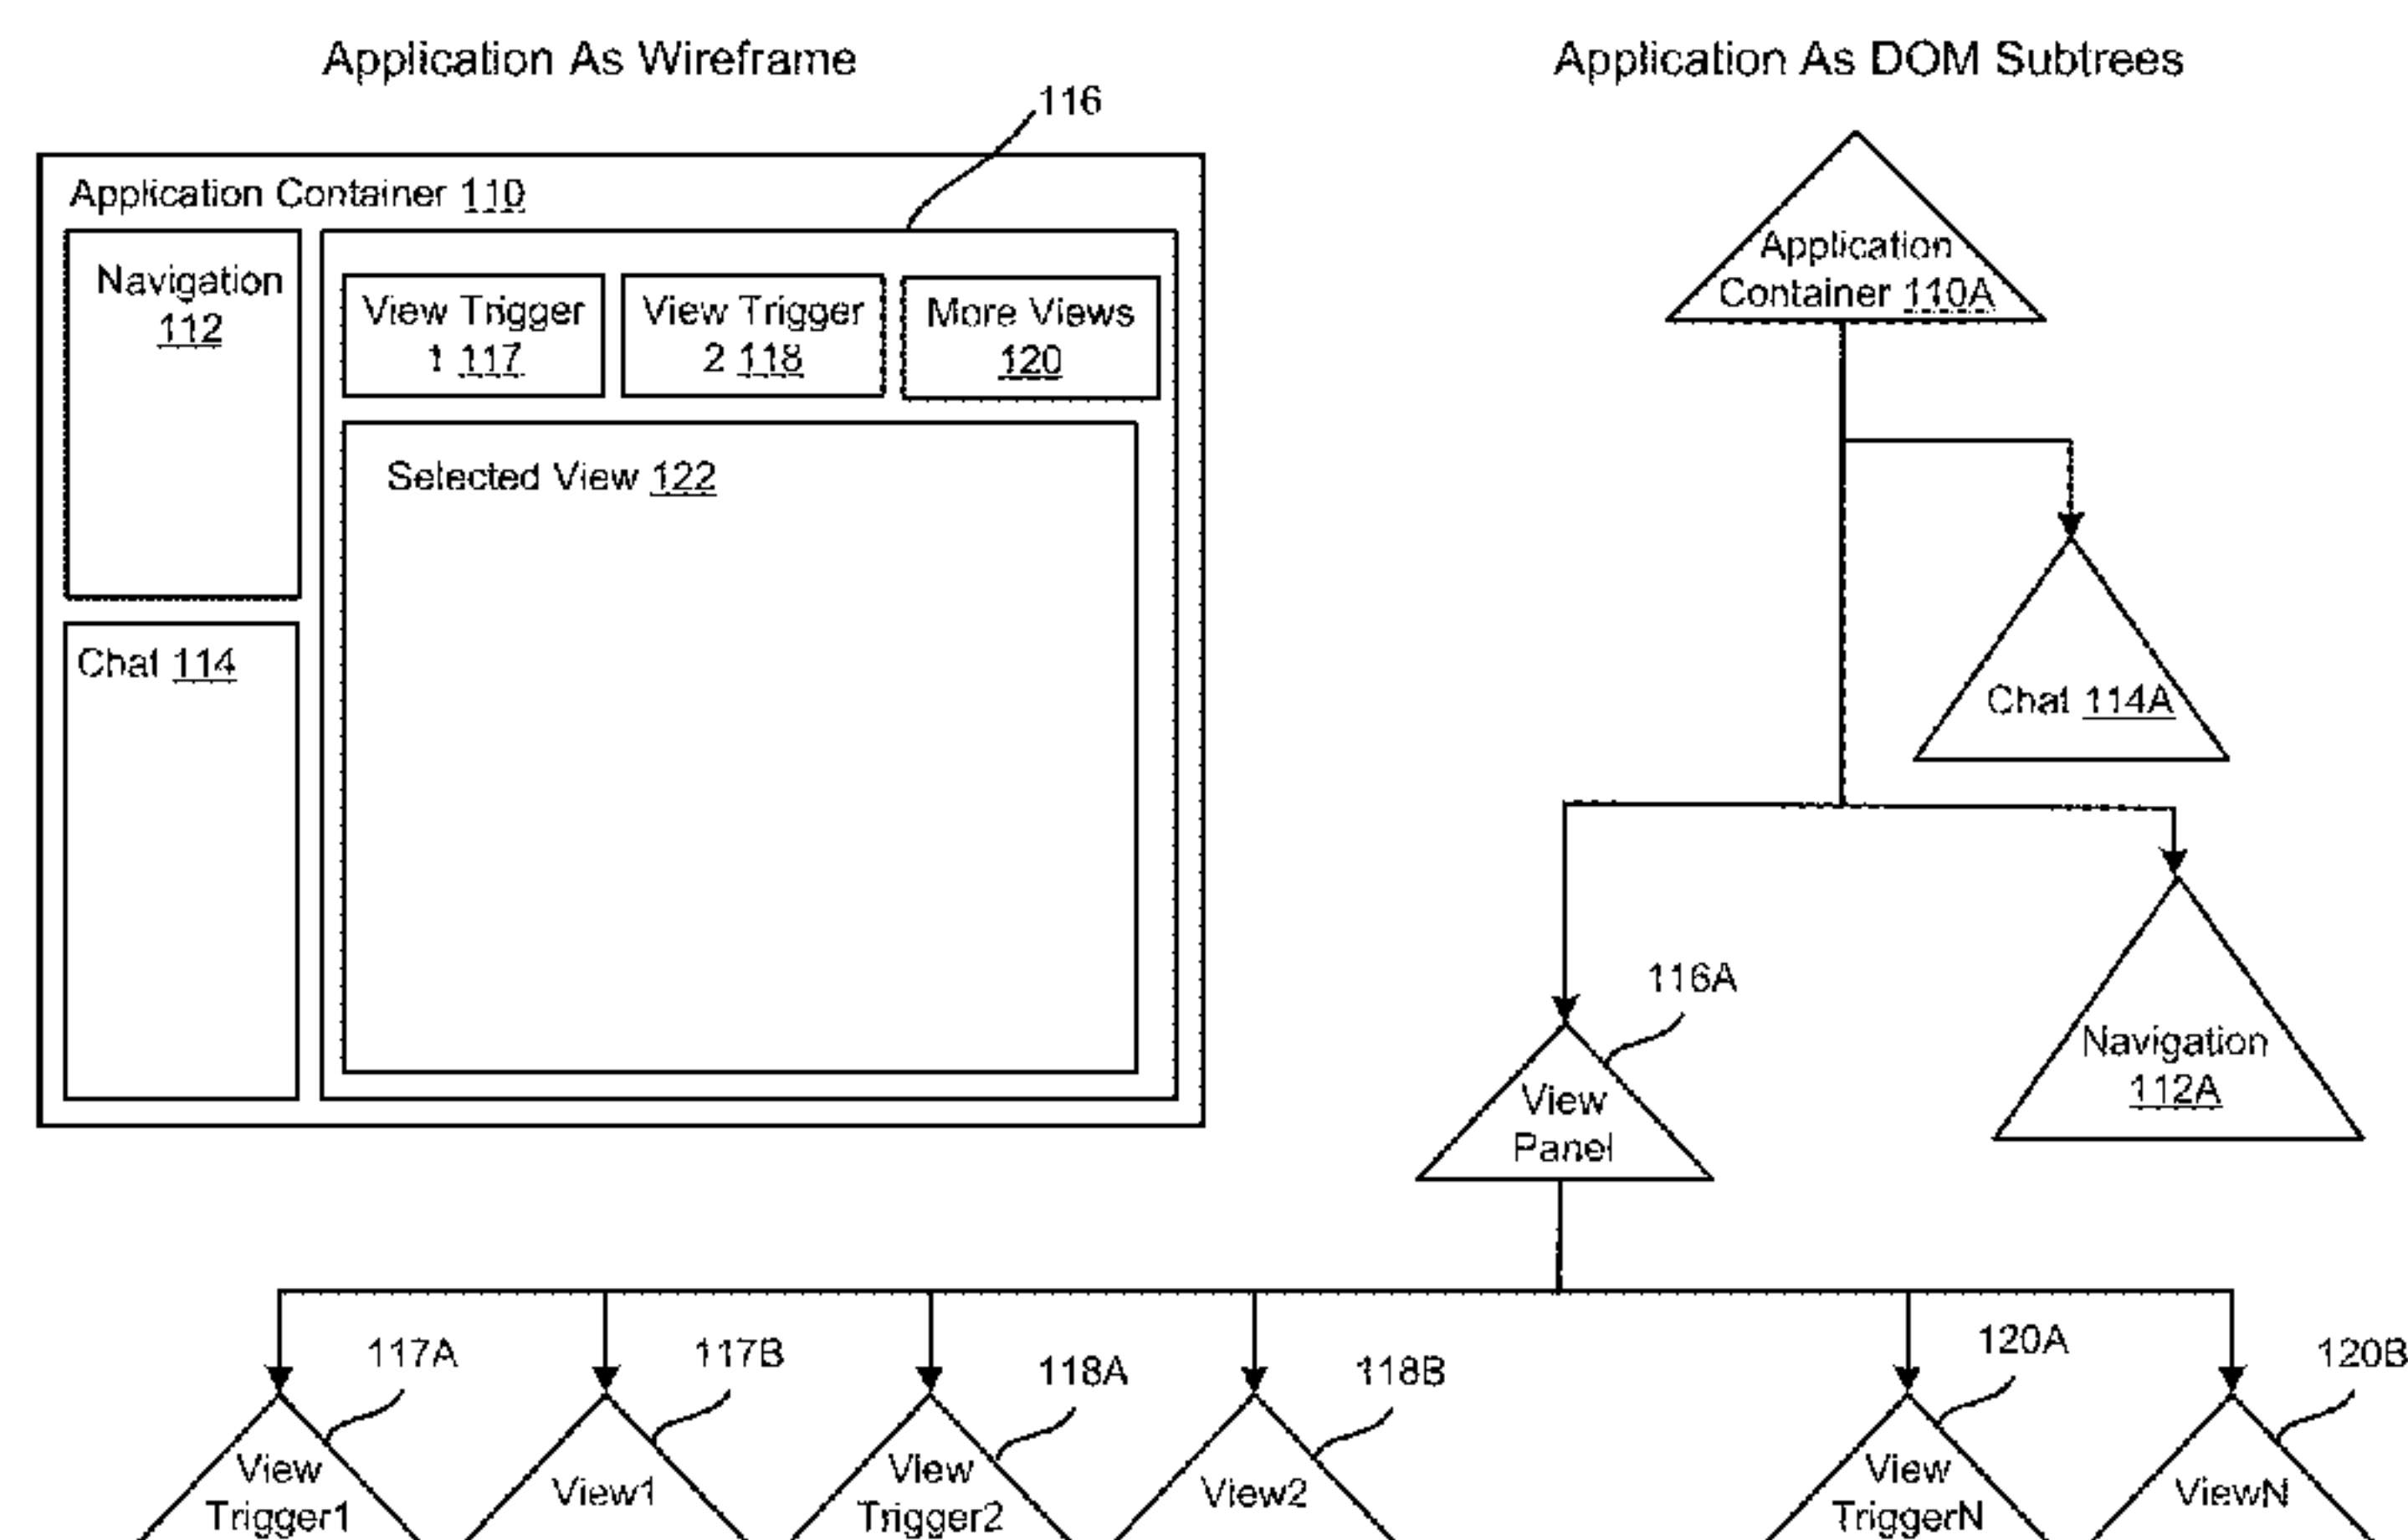 Application As Wireframe
116
Application Container 110
Navigation
112
View Trigger
1 117
View Trigger
2 118
More Views
120
Selected View 122
Chat 114
Application As DOM Subtrees
Application
Container 110A
Chat 114A
116A
View
Panel
Navigation
112A
117A
View
Trigger1
117B
View1
118A
View
Trigger2
118B
View2
120A
View
TriggerN
120B
ViewN